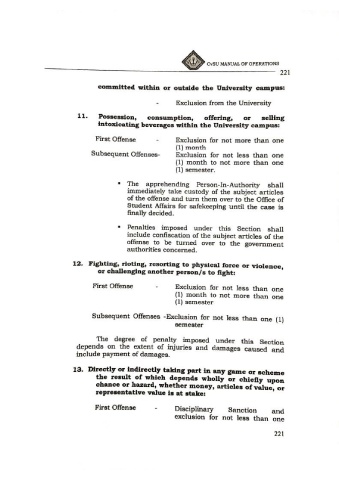 CvSU MANUAL OF OPERATIONS
221
committed within or outside the University campus:
- Exclusion from the University
11. Possession, consumption, offering, or selling
intoxicating beverages within the University campus:
First Offense - Exclusion for not more than one
(1) month
Subsequent Offenses- Exclusion for not less than one
(1) month to not more than one
(1) semester.
• The apprehending Person-In-Authority shall
immediately take custody of the subject articles
of the offense and turn them over to the Office of
Student Affairs for safekeeping until the case is
finally decided.
• Penalties imposed under this Section shall
include confiscation of the subject articles of the
offense to be turned over to the government
authorities concerned.
12. Fighting, rioting, resorting to physical force or violence,
or challenging another person/s to fight:
First Offense - Exclusion for not less than one
(1) month to not more than one
(1) semester
Subsequent Offenses -Exclusion for not less than one (1)
semester
The degree of penalty imposed under this Section
depends on the extent of injuries and damages caused and
include payment of damages.
13. Directly or indirectly taking part in any game or scheme
the result of which depends wholly or chiefly upon
chance or hazard, whether money, articles of value, or
representative value is at stake:
First Offense - Disciplinary Sanction and
exclusion for not less than one
221